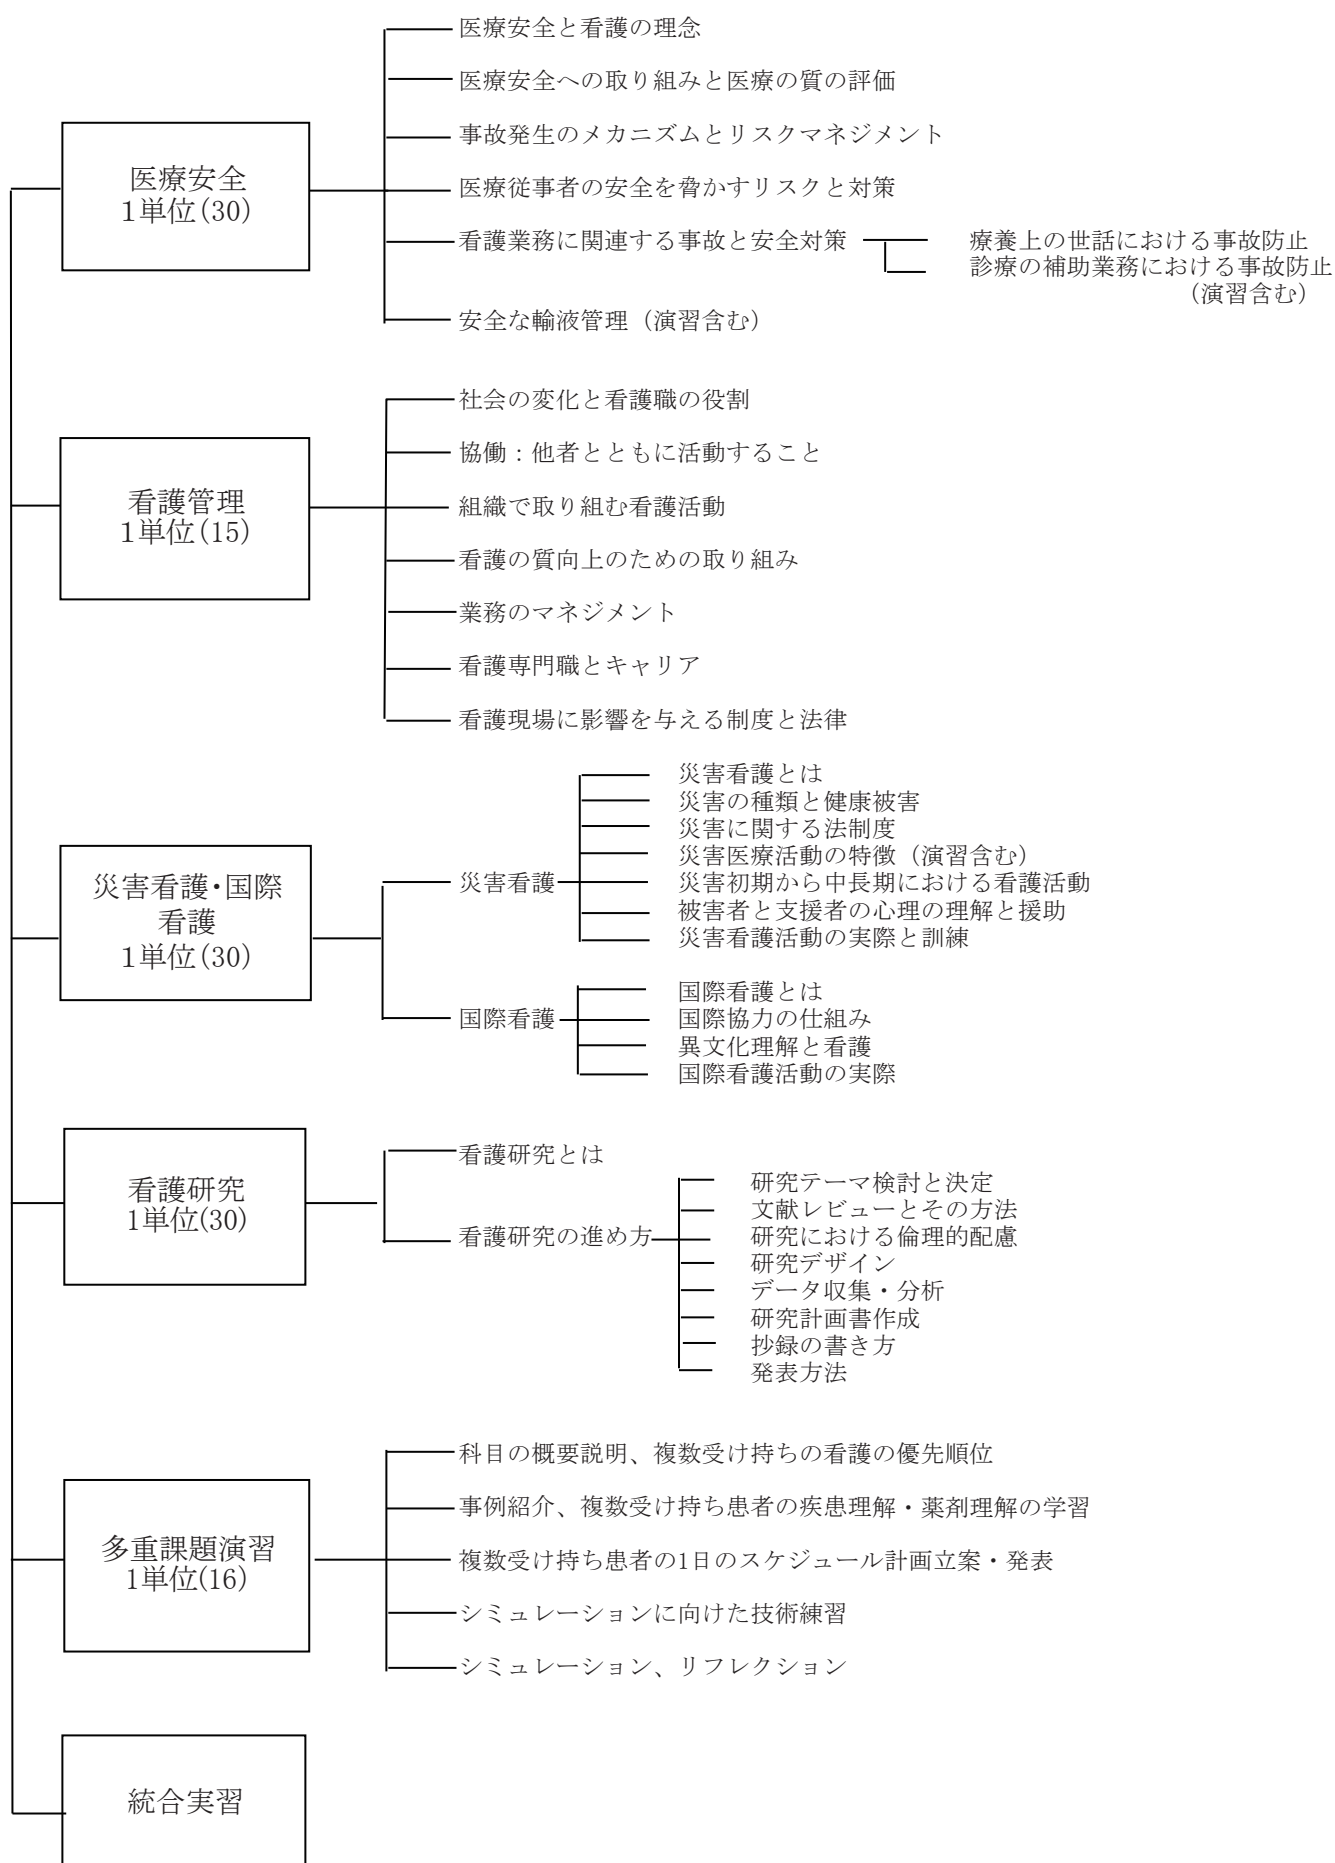 医療安全
1単位(30)
医療安全と看護の理念
医療安全への取り組みと医療の質の評価
事故発生のメカニズムとリスクマネジメント
医療従事者の安全を脅かすリスクと対策
看護業務に関連する事故と安全対策
療養上の世話における事故防止
診療の補助業務における事故防止
（演習含む）
安全な輸液管理（演習含む）
看護管理
1単位(15)
社会の変化と看護職の役割
協働：他者とともに活動すること
組織で取り組む看護活動
看護の質向上のための取り組み
業務のマネジメント
看護専門職とキャリア
看護現場に影響を与える制度と法律
災害看護・国際
看護
1単位(30)
災害看護
災害看護とは
災害の種類と健康被害
災害に関する法制度
災害医療活動の特徴（演習含む）
災害初期から中長期における看護活動
被害者と支援者の心理の理解と援助
災害看護活動の実際と訓練
国際看護
国際看護とは
国際協力の仕組み
異文化理解と看護
国際看護活動の実際
看護研究
1単位(30)
看護研究とは
看護研究の進め方
研究テーマ検討と決定
文献レビューとその方法
研究における倫理的配慮
研究デザイン
データ収集・分析
研究計画書作成
抄録の書き方
発表方法
多重課題演習
1単位(16)
科目の概要説明、複数受け持ちの看護の優先順位
事例紹介、複数受け持ち患者の疾患理解・薬剤理解の学習
複数受け持ち患者の1日のスケジュール計画立案・発表
シミュレーションに向けた技術練習
シミュレーション、リフレクション
統合実習